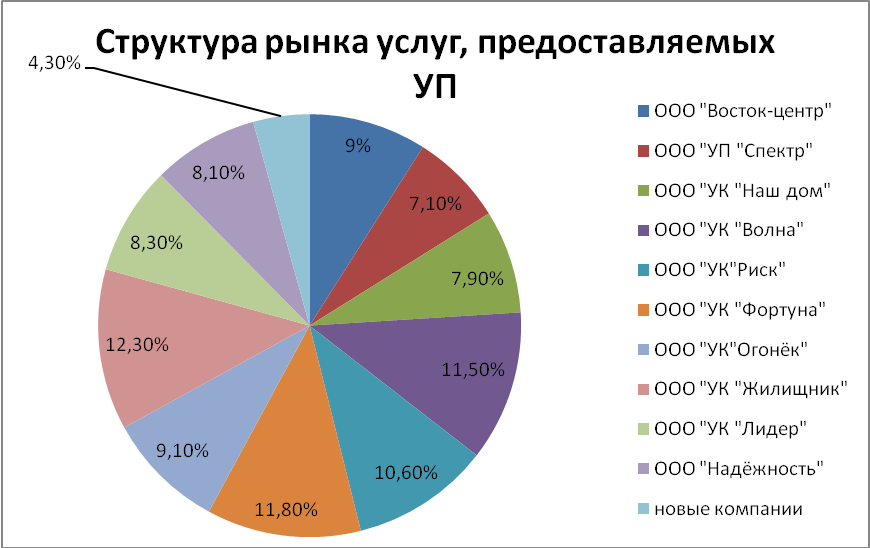 Структура рынка услуг, предоставляемых
УП
4,30%
9%
7,10%
7,90%
11,50%
10,60%
11,80%
9,10%
12,30%
8,30%
8,10%
ООО "Восток-центр"
ООО "УП "Спектр"
ООО "УК "Наш дом"
ООО "УК "Волна"
ООО "УК"Риск"
ООО "УК "Фортуна"
ООО "УК"Огонёк"
ООО "УК "Жилищник"
ООО "УК "Лидер"
ООО "Надёжность"
новые компании